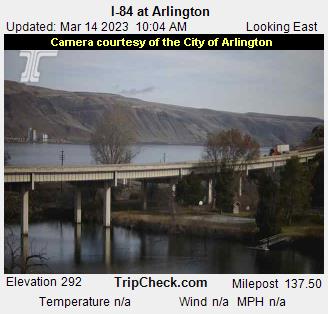 I-84 at Arlington
Updated: Mar 14 2023 10:04 AM Looking East
Camera courtesy of the City of Arlington
Elevation 292 TripCheck.com Milepost 137.50
Temperature n/a Wind n/a MPH n/a